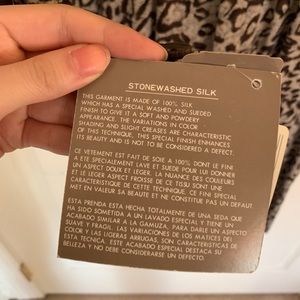 STONEWASHED SILK
THIS GARMENT IS MADE OF 100% SILK
WHICH HAS A SPECIAL WASHED AND SUEDED
FINISH TO GIVE IT A SOFT AND POWDERY
APPEARANCE. THE VARIATIONS IN COLOR
SHADING AND SLIGHT CREASES ARE CHARACTERISTIC
OF THIS TECHNIQUE. THIS SPECIAL FINISH ENHANCES
ITS BEAUTY AND IS NOT TO BE CONSIDERED A DEFECT.
CE VETEMENT EST FAIT DE SOIE A 100% DONT LE FINI
A ETE SPECIALEMENT LAVE ET SUEDE POUR LUI DONNER
UN ASPECT DOUX ET LEGER. LA NUANCE DES COULEURS
ET LE LEGER ASPECT FROISSE DE CE TISSU SONT UNE
CARACTERISTIQUE DE CETTE TECHNIQUE. CE FINI SPECIAL
MET EN VALEUR SA BEAUTE ET NE CONSTITUE PAS UN DEFAUT
ESTA PRENDA ESTA HECHA TOTALMENTE DE UNA SEDA QUE
HA SIDO SOMETIDA A UN LAVADO ESPECIAL Y TIENE UN
ACABADO SIMILAR A LA GAMUZA, PARA DARLE UN ASPECTO
SUAVE Y FRAGIL. LAS VARIACIONES DE LOS MATICES DEL
COLOR Y LAS LIGERAS ARRUGAS, SON CARACTERISTICAS DE
ESTA TECNICA. ESTE ACABADO ESPECIAL DESTACA SU
BELLEZA Y NO DEBE CONSIDERARSE UN DEFECTO.